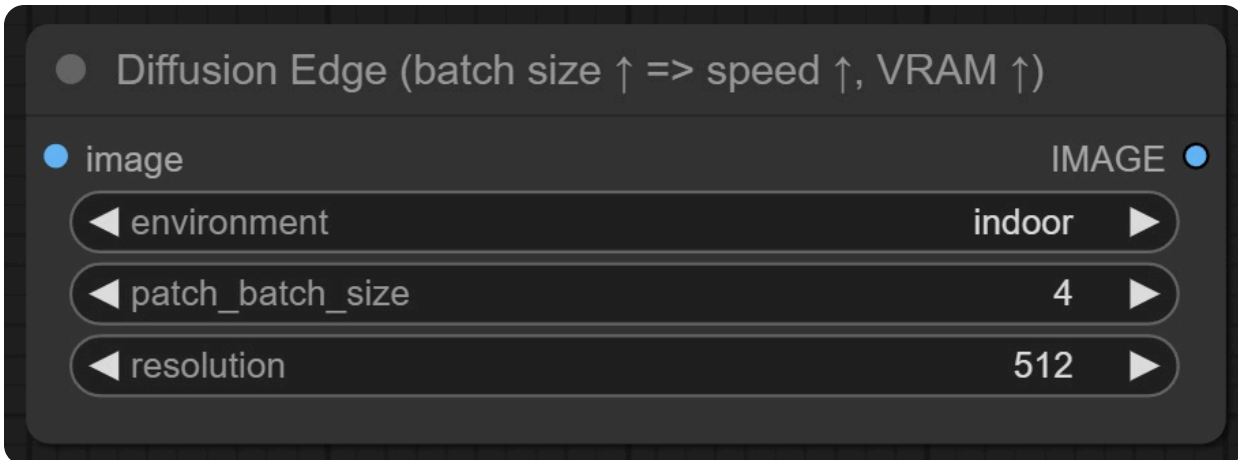 Diffusion Edge (batch size ↑ => speed ↑, VRAM ↑)
image IMAGE
environment indoor
patch_batch_size 4
resolution 512